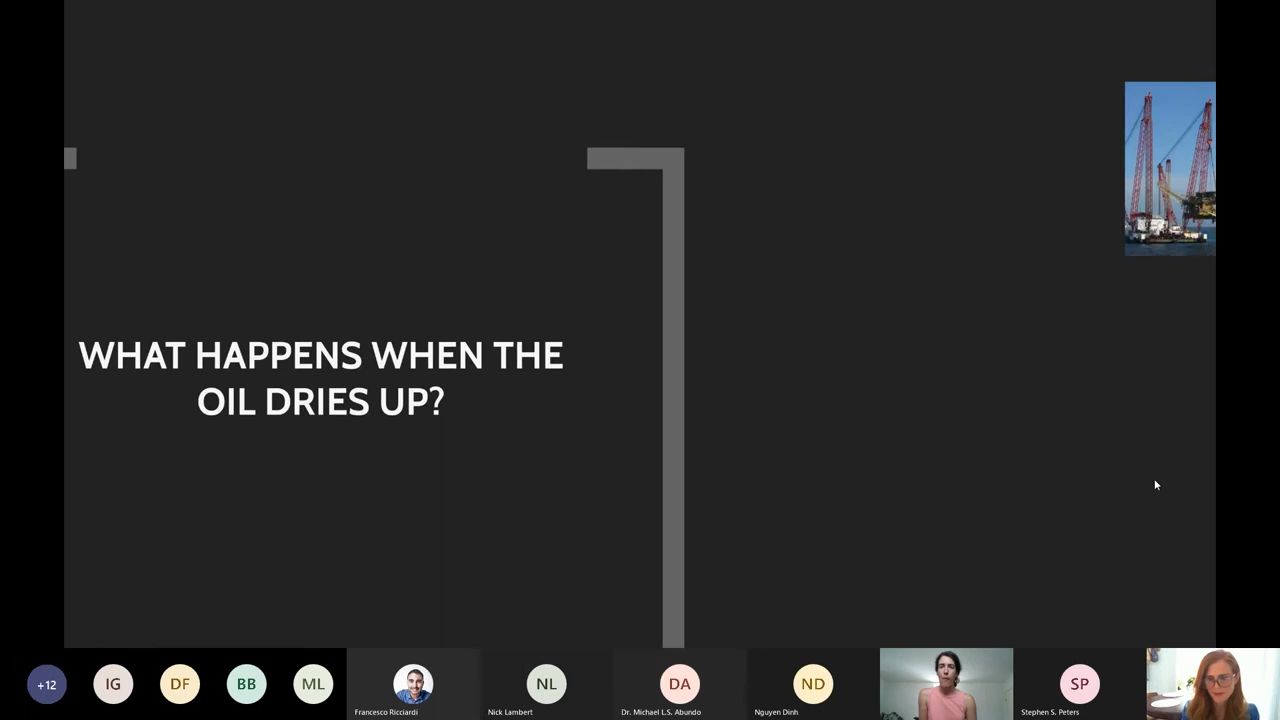 WHAT HAPPENS WHEN THE
OIL DRIES UP?
+12
IG
DF
BB
ML
NL
DA
ND
SP
Francesco Ricciardi
Nick Lambert
Dr. Michael L.S. Abundo
Nguyen Dinh
Stephen S. Peters